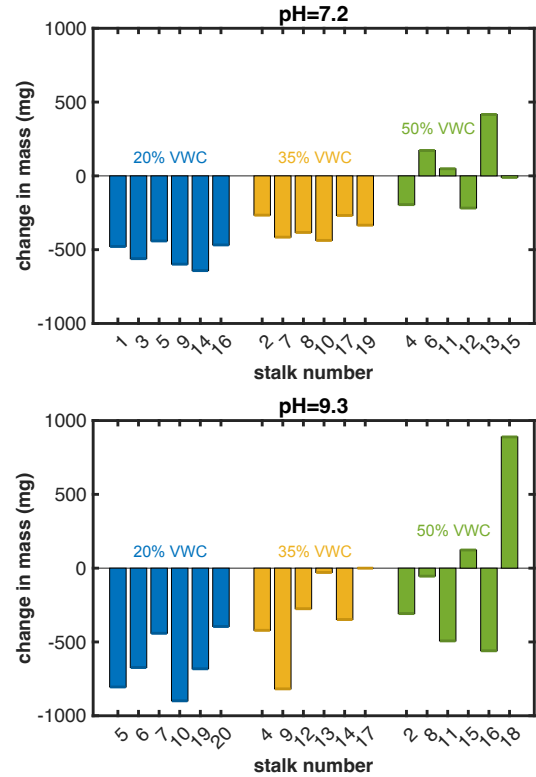 pH=7.2
1000
500
0
-500
-1000
change in mass (mg)
20% VWC
35% VWC
50% VWC
1 3 5 9 14 16 2 7 8 10 17 19 4 6 11 12 13 15
stalk number
pH=9.3
1000
500
0
-500
-1000
change in mass (mg)
20% VWC
35% VWC
50% VWC
5 6 7 10 19 20 4 9 12 13 14 17 2 8 11 15 16 18
stalk number